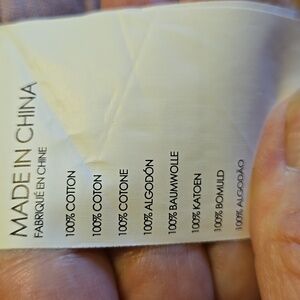 MADE IN CHINA
FABRIQUÉ EN CHINE
100% COTTON
100% COTON
100% COTONE
100% ALGODÓN
100% BAUMWOLLE
100% KATOEN
100% BOMULD
100% ALGODÃO